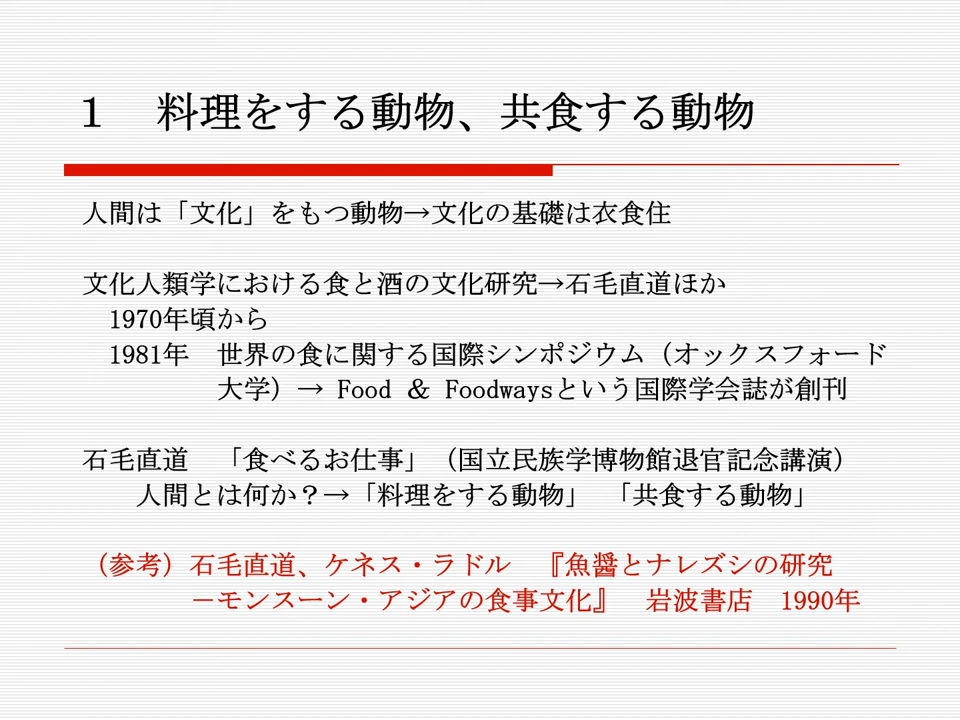 １　料理をする動物、共食する動物
人間は「文化」をもつ動物→文化の基礎は衣食住
文化人類学における食と酒の文化研究→石毛直道ほか
1970年頃から
1981年　世界の食に関する国際シンポジウム（オックスフォード
大学）→ Food & Foodwaysという国際学会誌が創刊
石毛直道　「食べるお仕事」（国立民族学博物館退官記念講演）
人間とは何か？→「料理をする動物」　「共食する動物」
（参考）石毛直道、ケネス・ラドル　『魚醤とナレズシの研究
－モンスーン・アジアの食事文化』　岩波書店　1990年